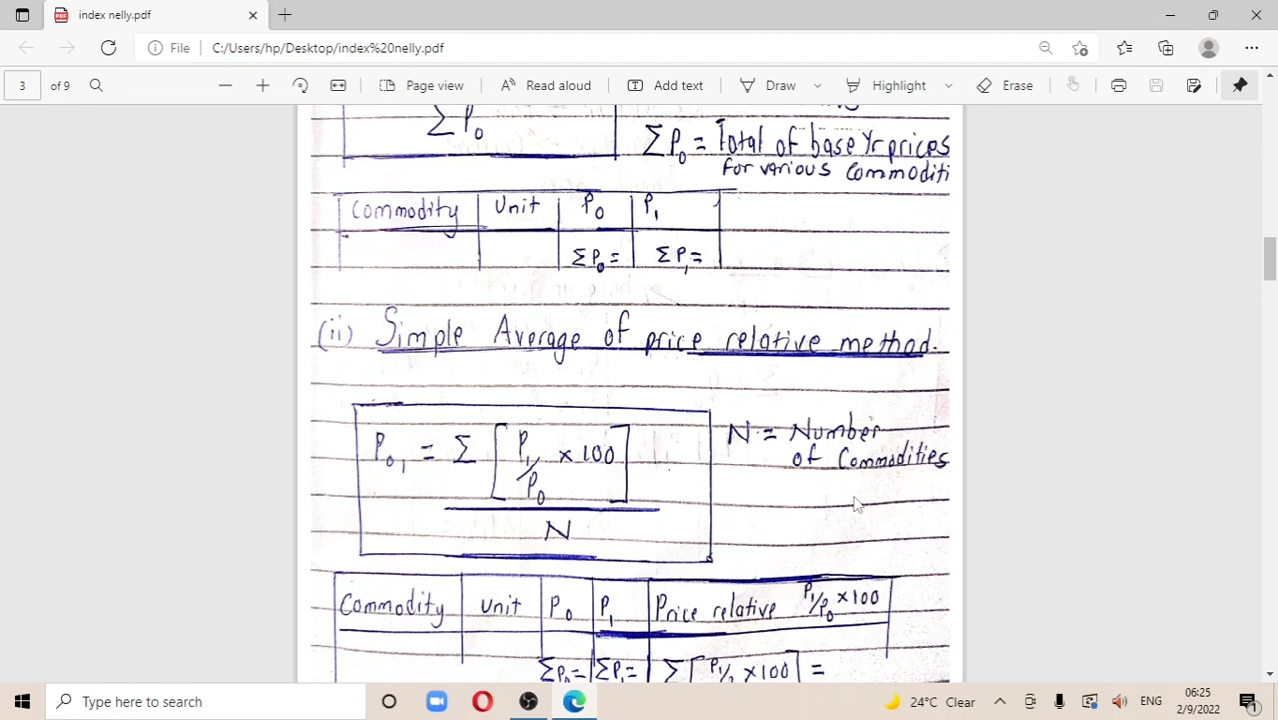 index nelly.pdf
File C:/Users/hp/Desktop/index%20nelly.pdf
3 of 9 Page view Read aloud Add text Draw Highlight Erase
Σ P₀
Σ P₀ = Total of base Yr prices
for various Commoditi
Commodity Unit P₀ P₁
ΣP₀= ΣP₁=
(ii) Simple Average of price relative method.
P₀₁ = Σ [P₁/P₀ × 100]
N
N = Number
of Commodities
Commodity unit P₀ P₁ Price relative P₁/P₀ × 100
ΣP₀= ΣP₁= Σ[P₁/ ×100] =
Type here to search
24°C Clear
ENG
06:25
2/9/2022